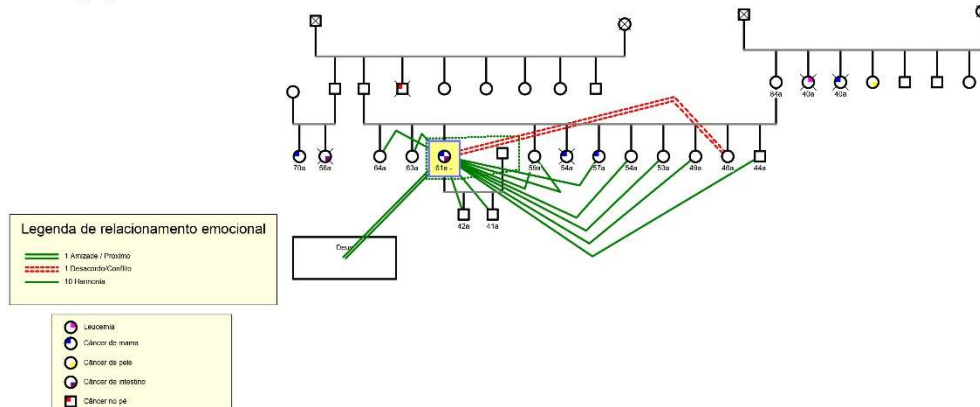 84a 40a 40a
70a 58a 64a 63a 61a 59a 54a 57a 54a 53a 49a 46a 44a
42a 41a
Deus
Legenda de relacionamento emocional
1 Amizade / Próximo
1 Desacordo/Conflito
10 Harmonia
Leucemia
Câncer de mama
Câncer de pele
Câncer de intestino
Câncer no pé